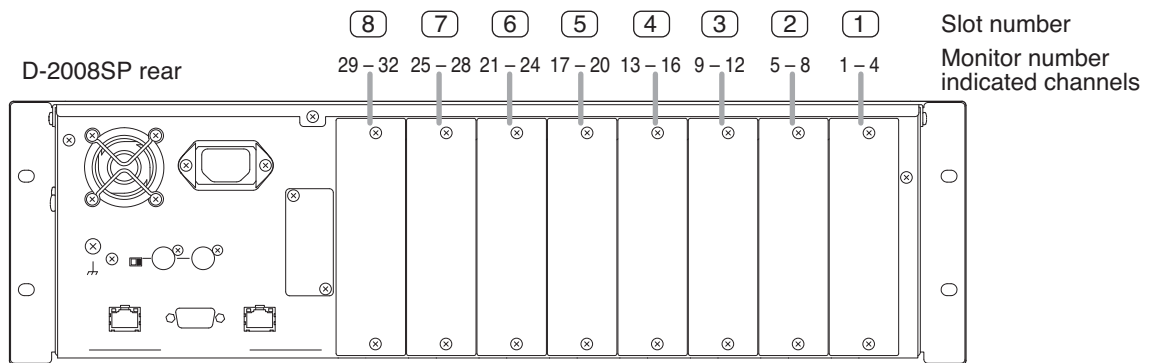 8 7 6 5 4 3 2 1 Slot number
D-2008SP rear
29 – 32 25 – 28 21 – 24 17 – 20 13 – 16 9 – 12 5 – 8 1 – 4 Monitor number
indicated channels